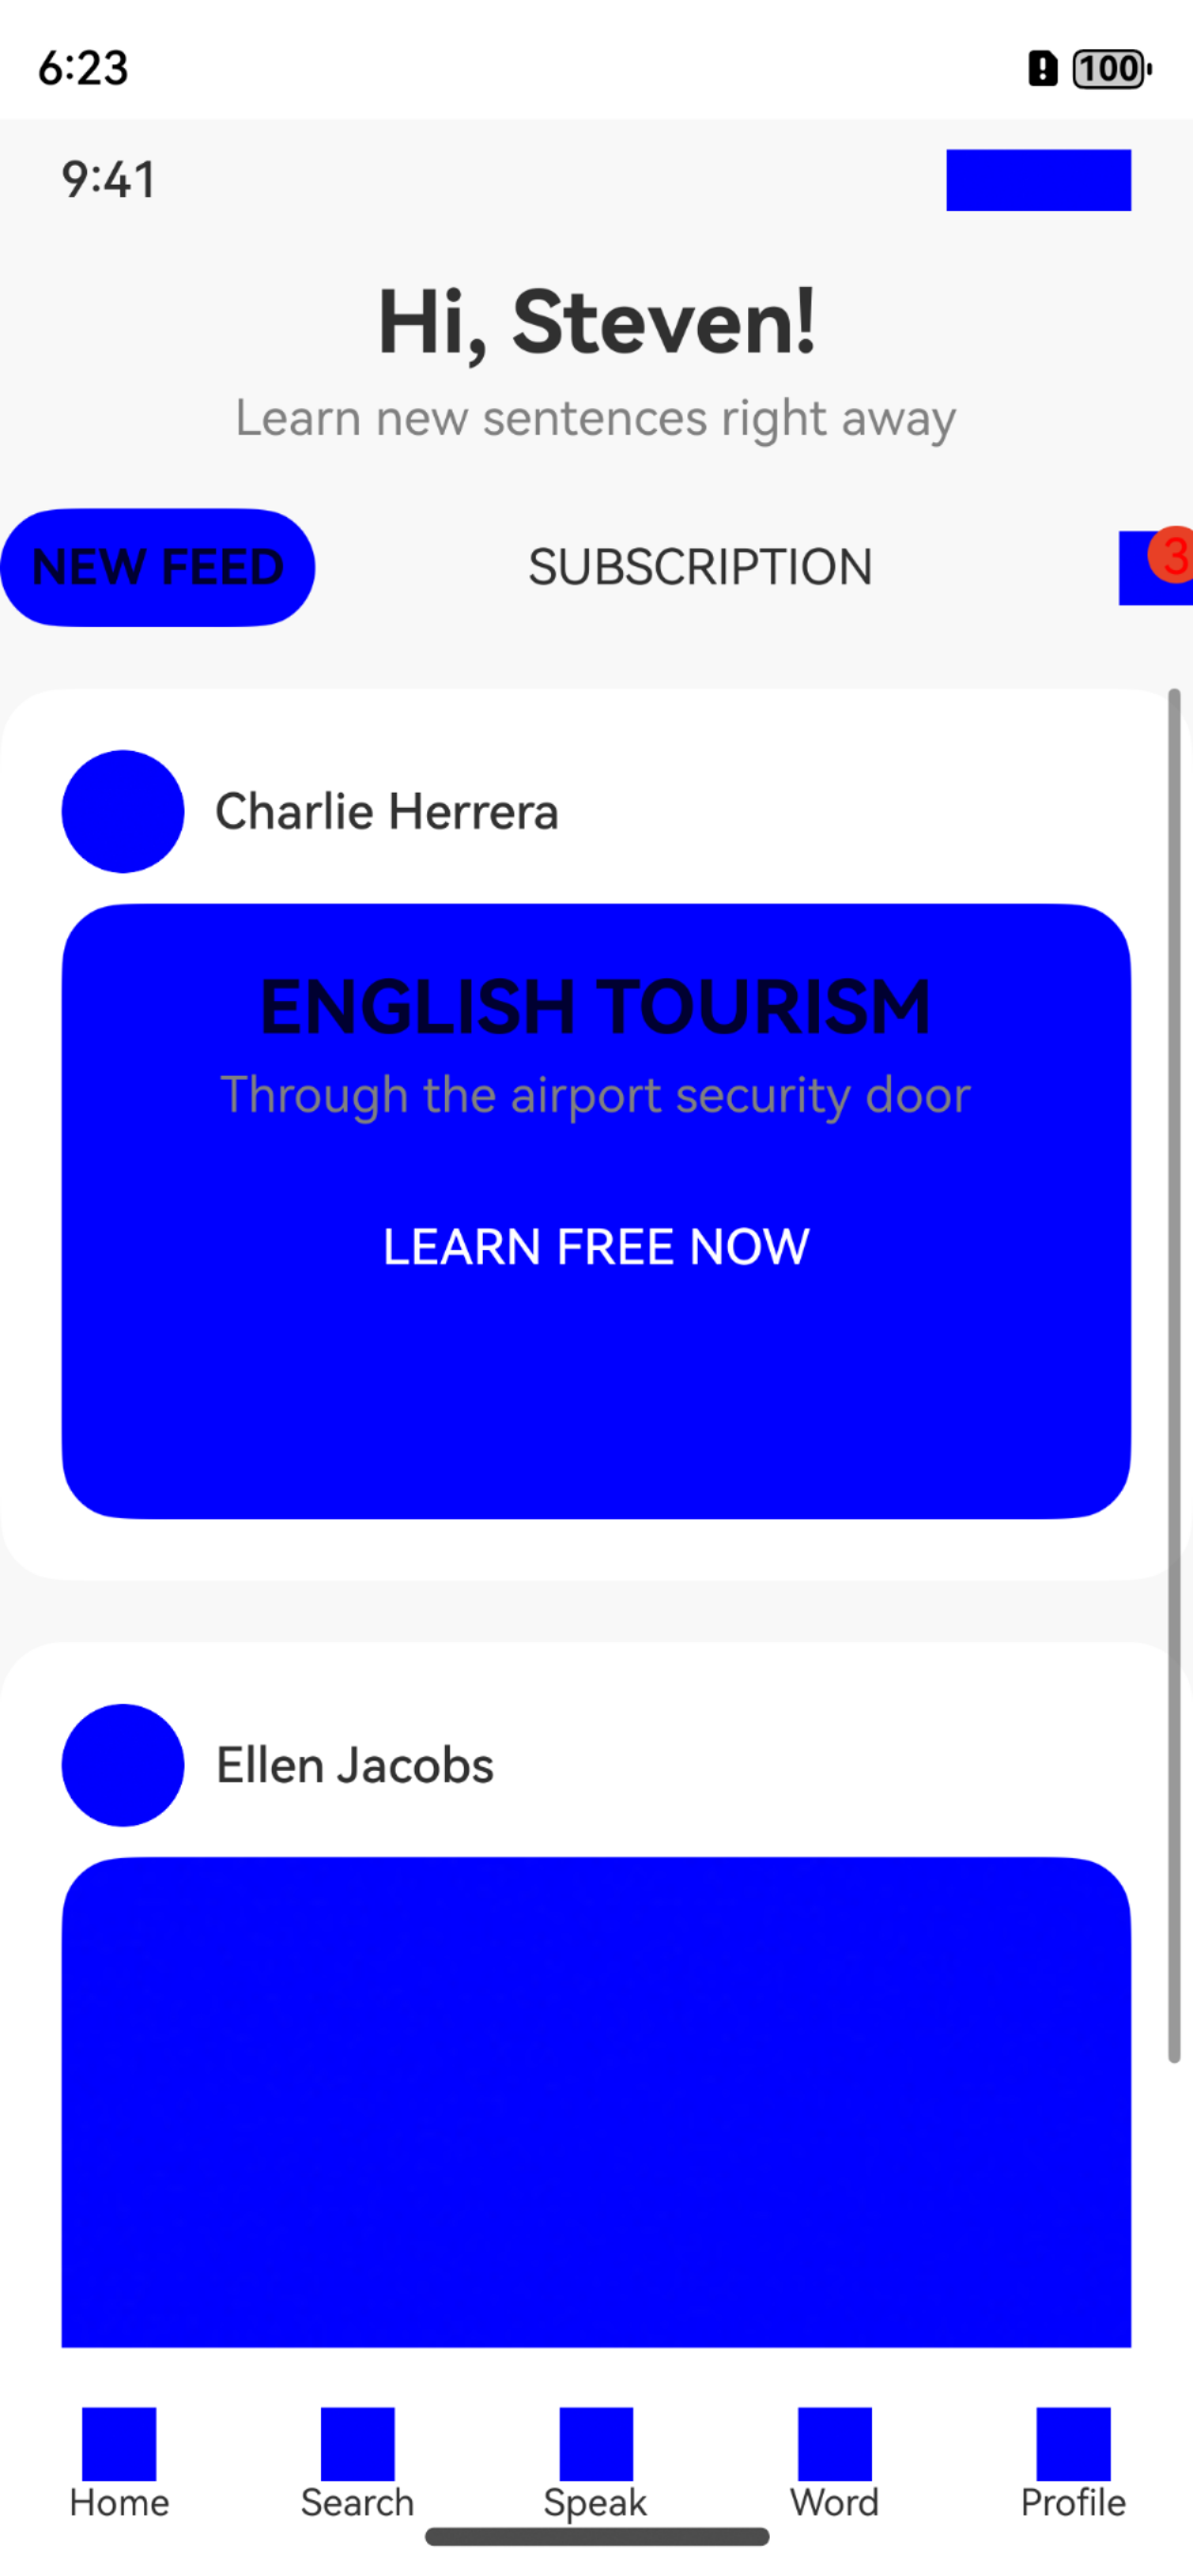 6:23
100
9:41
Hi, Steven!
Learn new sentences right away
NEW FEED
SUBSCRIPTION
3
Charlie Herrera
ENGLISH TOURISM
Through the airport security door
LEARN FREE NOW
Ellen Jacobs
Home
Search
Speak
Word
Profile